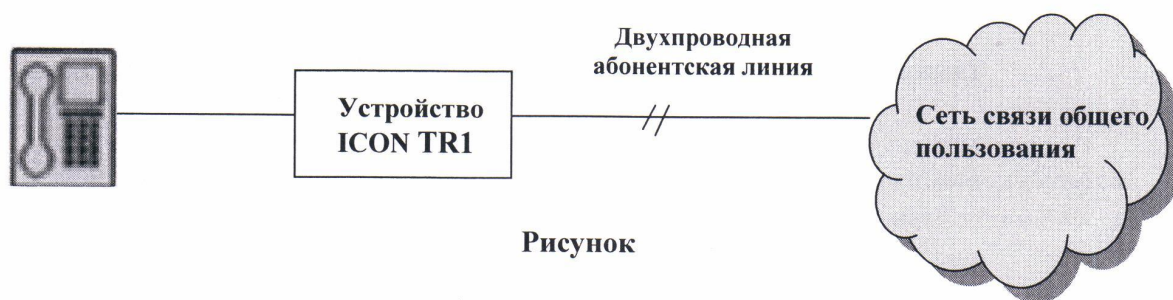 Двухпроводная
абонентская линия
Устройство
ICON TR1
Сеть связи общего
пользования
Рисунок